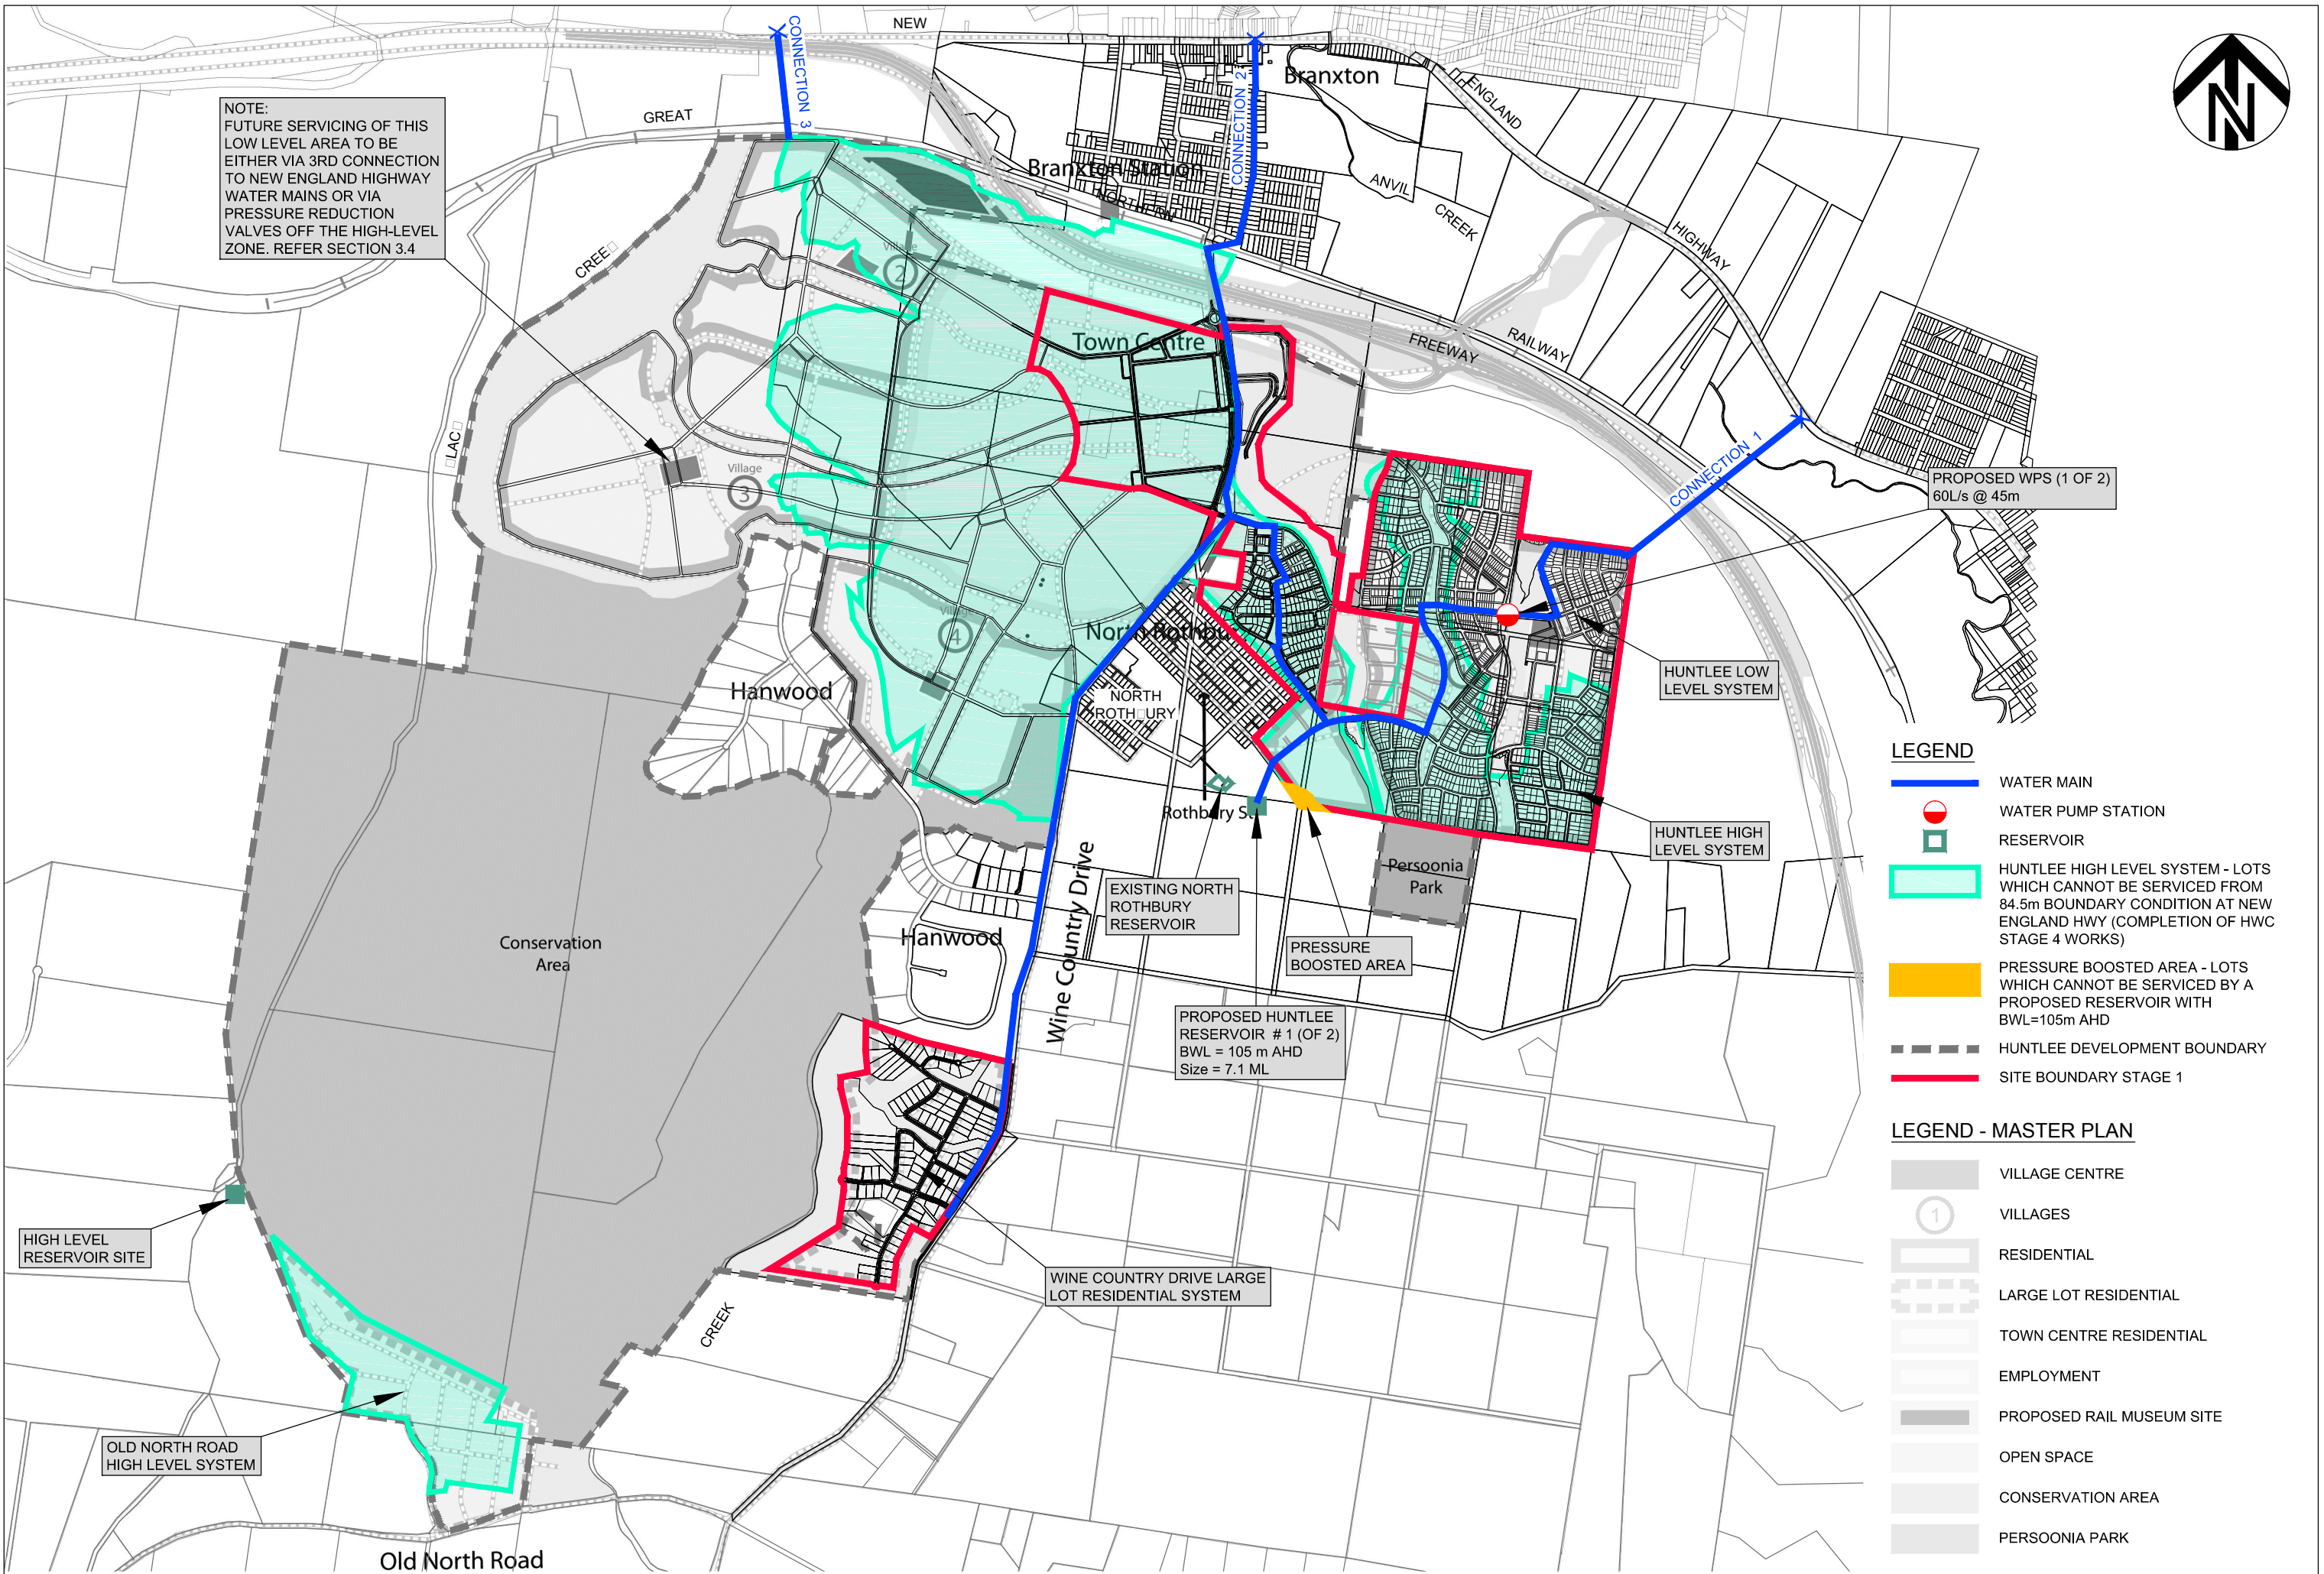 NEW
CONNECTION 3
CONNECTION 2
Branxton
ENGLAND
N
NOTE:
FUTURE SERVICING OF THIS
LOW LEVEL AREA TO BE
EITHER VIA 3RD CONNECTION
TO NEW ENGLAND HIGHWAY
WATER MAINS OR VIA
PRESSURE REDUCTION
VALVES OFF THE HIGH-LEVEL
ZONE. REFER SECTION 3.4
GREAT
Branxton Station
NORTHERN
ANVIL
CREEK
HIGHWAY
CREE□
Village
2
Town Centre
FREEWAY
RAILWAY
□LAC□
Village
3
CONNECTION 1
PROPOSED WPS (1 OF 2)
60L/s @ 45m
Village
4
HUNTLEE LOW
LEVEL SYSTEM
Hanwood
NORTH
ROTH□URY
HUNTLEE HIGH
LEVEL SYSTEM
Persoonia
Park
EXISTING NORTH
ROTHBURY
RESERVOIR
PRESSURE
BOOSTED AREA
Hanwood
Wine Country Drive
Conservation
Area
PROPOSED HUNTLEE
RESERVOIR # 1 (OF 2)
BWL = 105 m AHD
Size = 7.1 ML
HIGH LEVEL
RESERVOIR SITE
WINE COUNTRY DRIVE LARGE
LOT RESIDENTIAL SYSTEM
CREEK
OLD NORTH ROAD
HIGH LEVEL SYSTEM
Old North Road
LEGEND
WATER MAIN
WATER PUMP STATION
RESERVOIR
HUNTLEE HIGH LEVEL SYSTEM - LOTS
WHICH CANNOT BE SERVICED FROM
84.5m BOUNDARY CONDITION AT NEW
ENGLAND HWY (COMPLETION OF HWC
STAGE 4 WORKS)
PRESSURE BOOSTED AREA - LOTS
WHICH CANNOT BE SERVICED BY A
PROPOSED RESERVOIR WITH
BWL=105m AHD
HUNTLEE DEVELOPMENT BOUNDARY
SITE BOUNDARY STAGE 1
LEGEND - MASTER PLAN
VILLAGE CENTRE
1
VILLAGES
RESIDENTIAL
LARGE LOT RESIDENTIAL
TOWN CENTRE RESIDENTIAL
EMPLOYMENT
PROPOSED RAIL MUSEUM SITE
OPEN SPACE
CONSERVATION AREA
PERSOONIA PARK